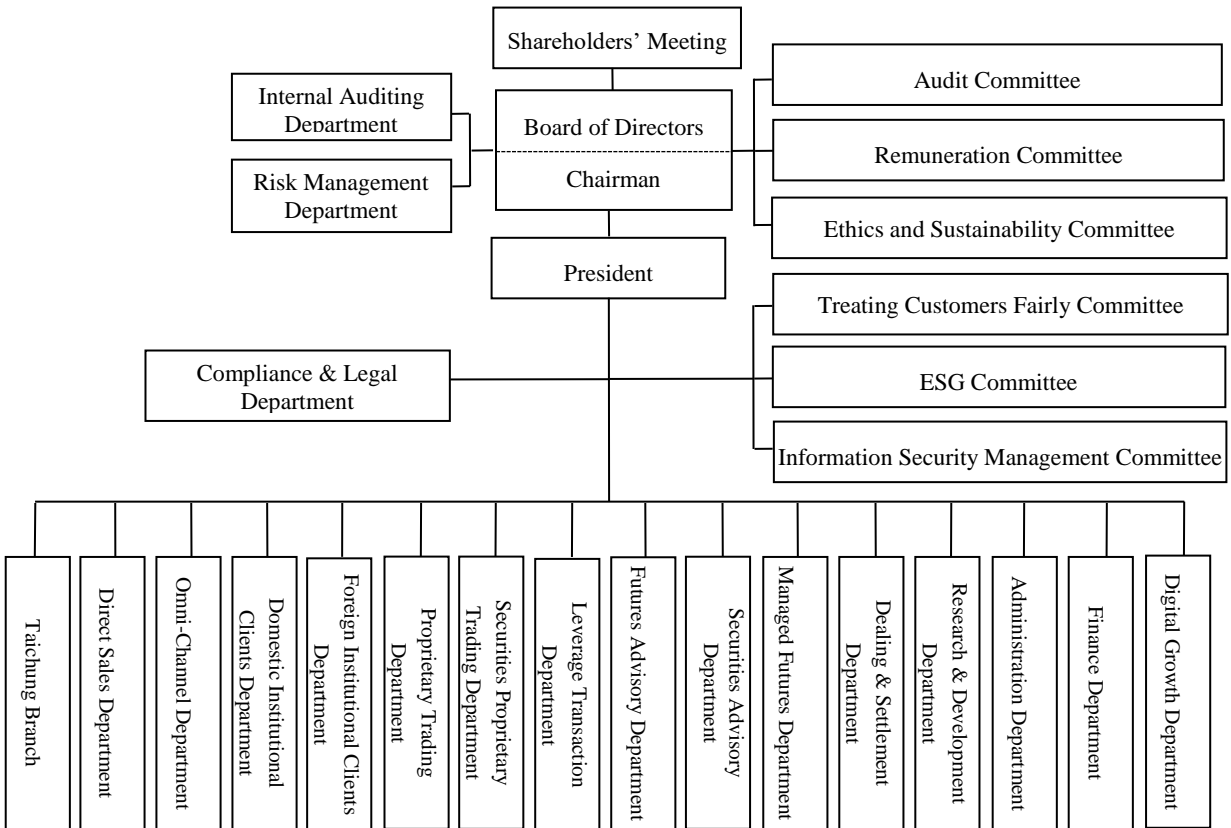 Shareholders’ Meeting
Internal Auditing
Department
Risk Management
Department
Board of Directors
Chairman
Audit Committee
Remuneration Committee
Ethics and Sustainability Committee
President
Treating Customers Fairly Committee
Compliance & Legal
Department
ESG Committee
Information Security Management Committee
Taichung Branch
Direct Sales Department
Omni-Channel Department
Domestic Institutional
Clients Department
Foreign Institutional Clients
Department
Proprietary Trading
Department
Securities Proprietary
Trading Department
Leverage Transaction
Department
Futures Advisory Department
Securities Advisory
Department
Managed Futures Department
Dealing & Settlement
Department
Research & Development
Department
Administration Department
Finance Department
Digital Growth Department